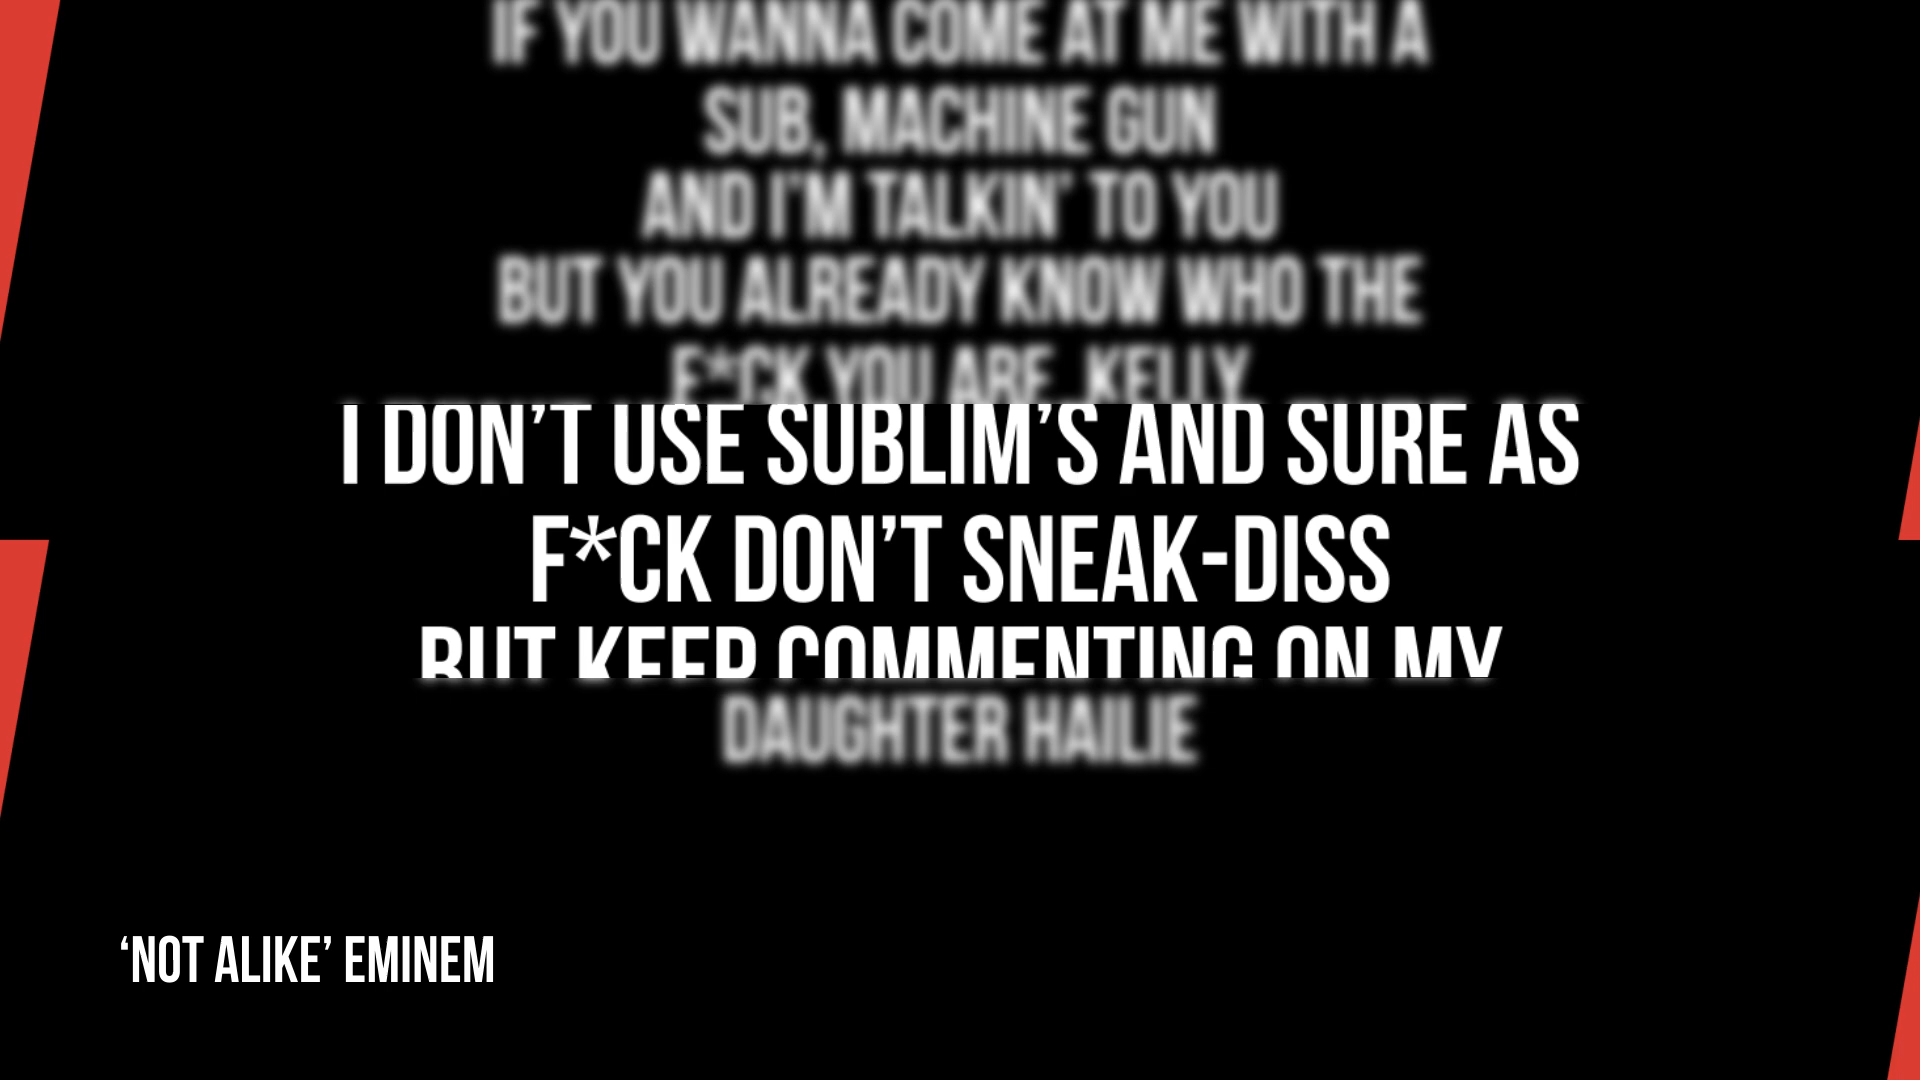 IF YOU WANNA COME AT ME WITH A
SUB, MACHINE GUN
AND I'M TALKIN' TO YOU
BUT YOU ALREADY KNOW WHO THE
F*CK YOU ARE, KELLY
I DON’T USE SUBLIM’S AND SURE AS
F*CK DON’T SNEAK-DISS
BUT KEEP COMMENTING ON MY
DAUGHTER HAILIE
‘NOT ALIKE’ EMINEM